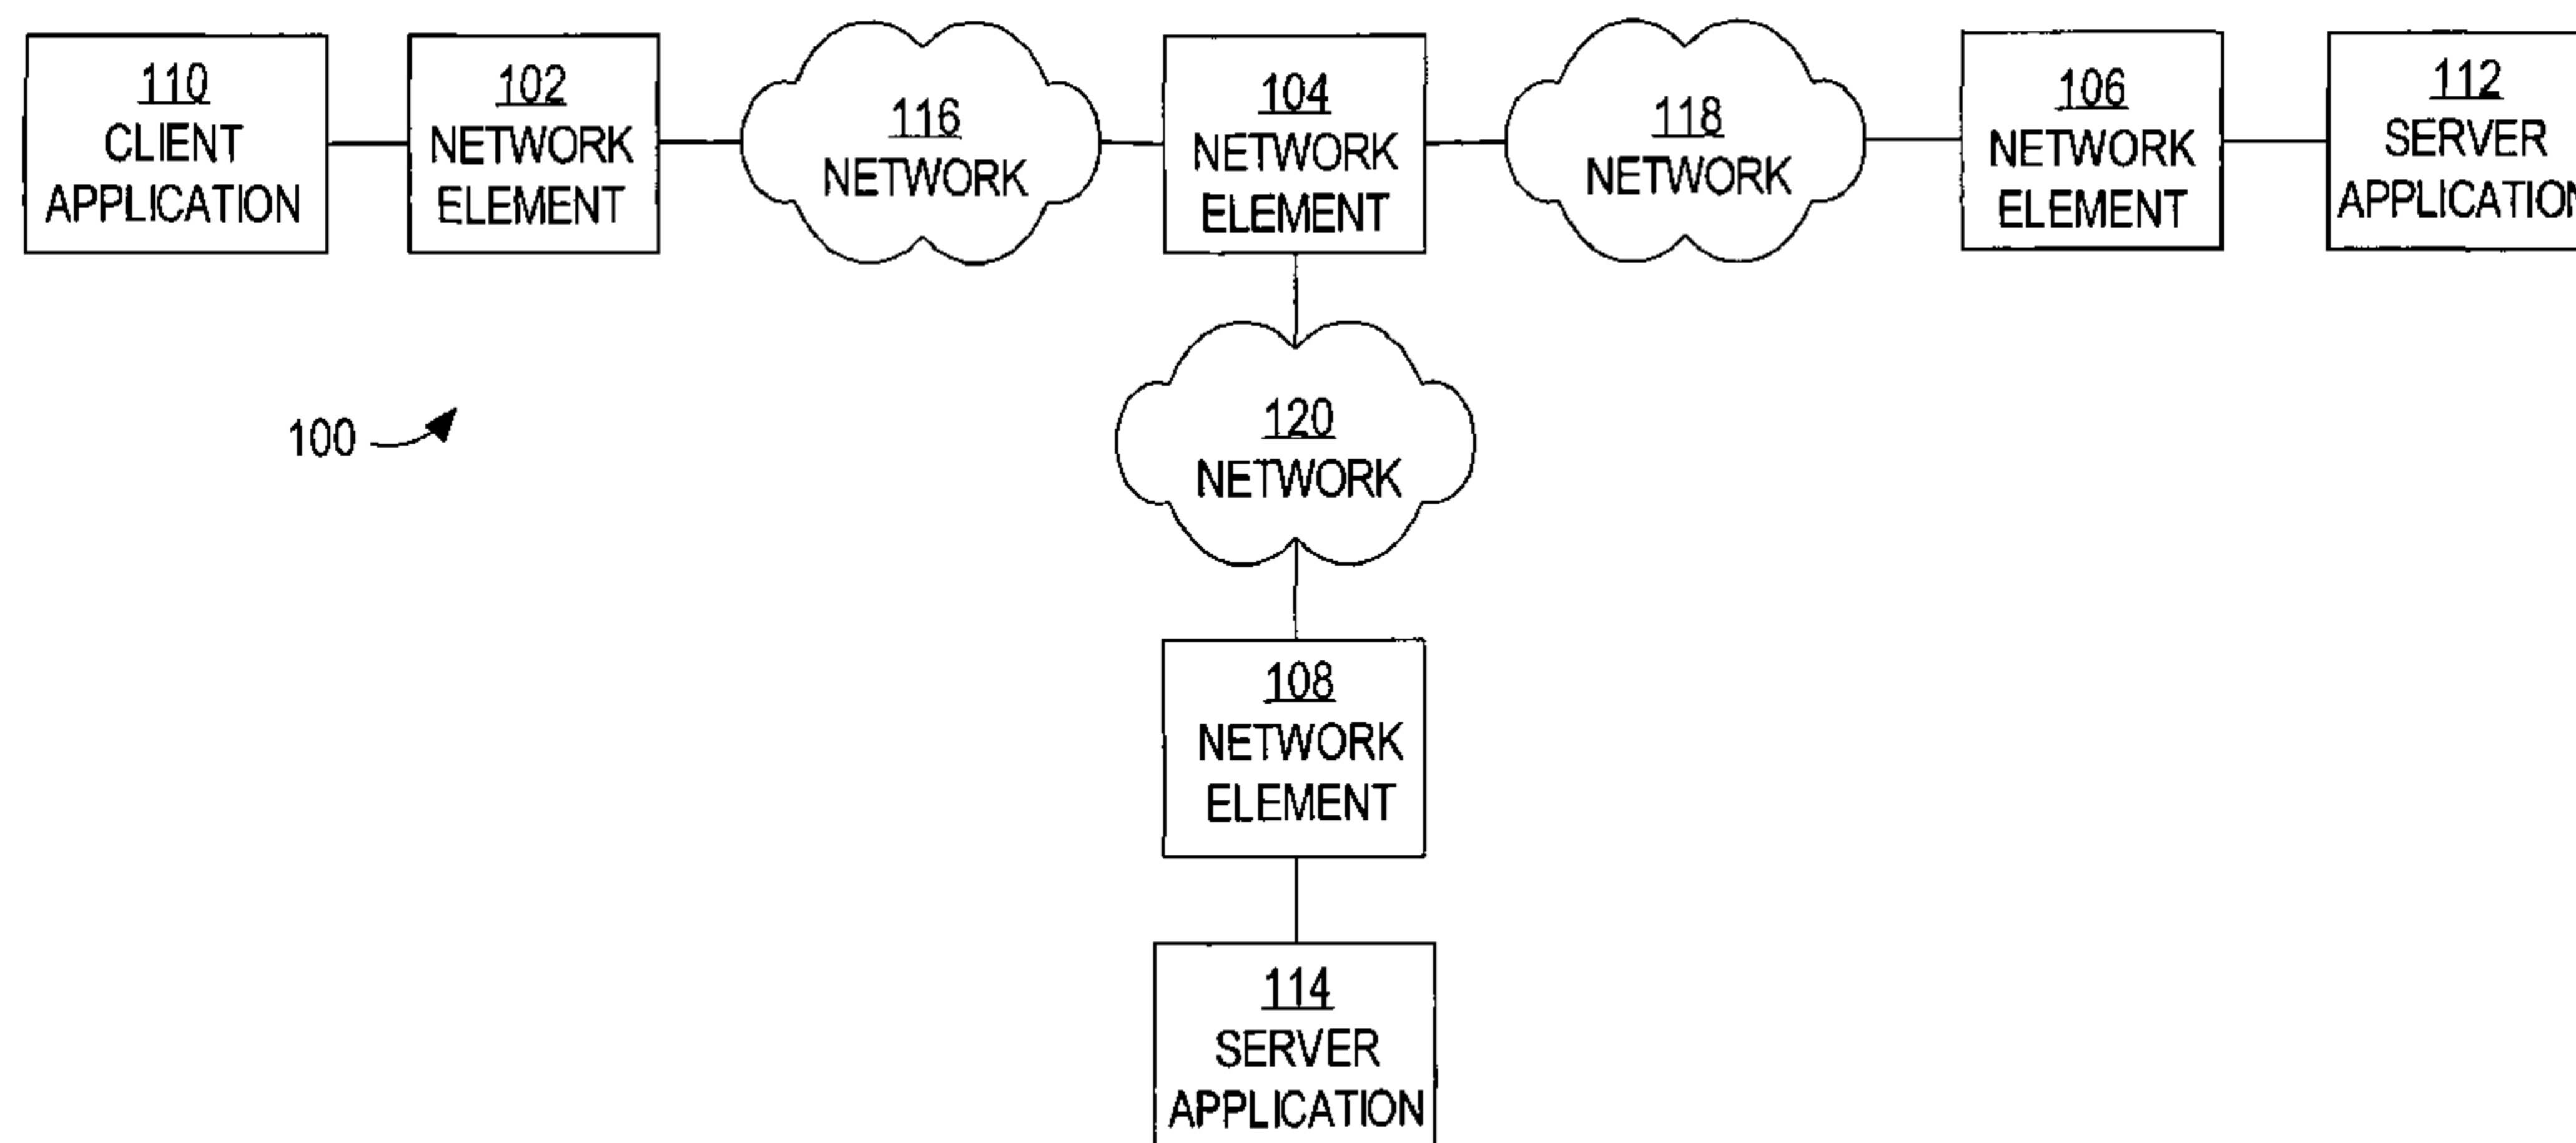 110
CLIENT
APPLICATION
102
NETWORK
ELEMENT
116
NETWORK
104
NETWORK
ELEMENT
118
NETWORK
106
NETWORK
ELEMENT
112
SERVER
APPLICATION
100
120
NETWORK
108
NETWORK
ELEMENT
114
SERVER
APPLICATION